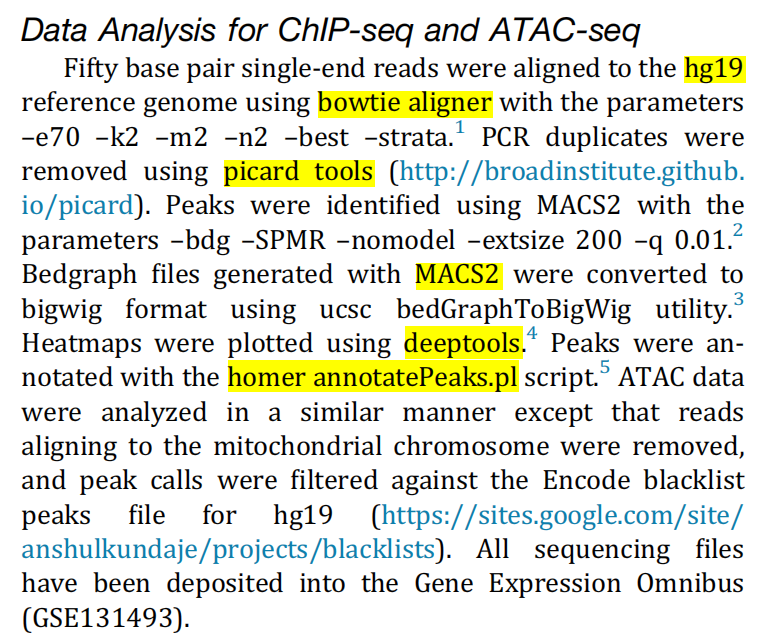 Data Analysis for ChIP-seq and ATAC-seq
Fifty base pair single-end reads were aligned to the hg19
reference genome using bowtie aligner with the parameters
–e70 –k2 –m2 –n2 –best –strata.1 PCR duplicates were
removed using picard tools (http://broadinstitute.github.
io/picard). Peaks were identified using MACS2 with the
parameters –bdg –SPMR –nomodel –extsize 200 –q 0.01.2
Bedgraph files generated with MACS2 were converted to
bigwig format using ucsc bedGraphToBigWig utility.3
Heatmaps were plotted using deeptools.4 Peaks were an-
notated with the homer annotatePeaks.pl script.5 ATAC data
were analyzed in a similar manner except that reads
aligning to the mitochondrial chromosome were removed,
and peak calls were filtered against the Encode blacklist
peaks file for hg19 (https://sites.google.com/site/
anshulkundaje/projects/blacklists). All sequencing files
have been deposited into the Gene Expression Omnibus
(GSE131493).